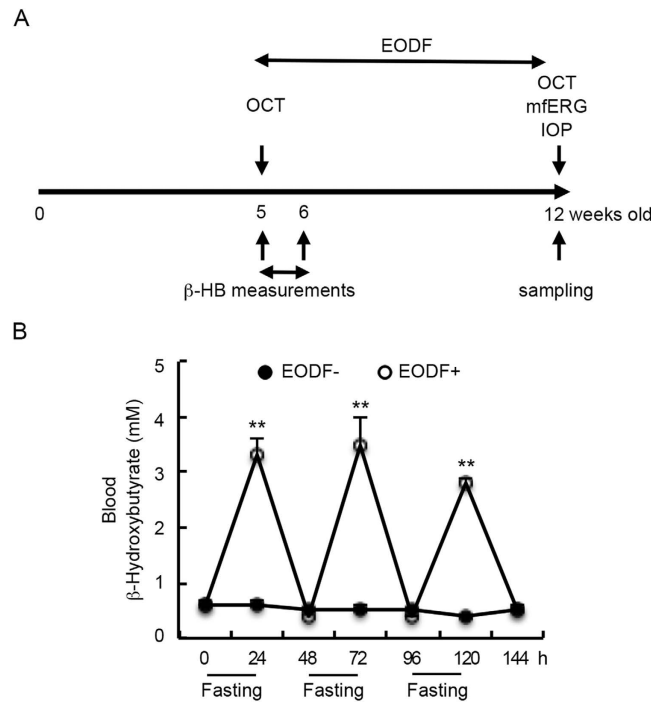 A
EODF
OCT
OCT
mfERG
IOP
0
5
6
12 weeks old
β-HB measurements
sampling
B
EODF-
EODF+
Blood
β-Hydroxybutyrate (mM)
5
4
3
2
1
0
**
**
**
0 24 48 72 96 120 144 h
Fasting Fasting Fasting